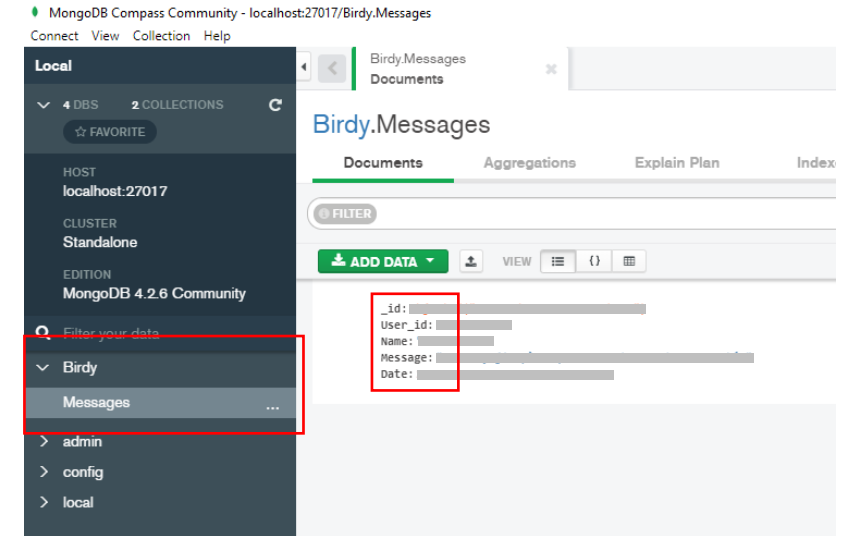 MongoDB Compass Community - localhost:27017/Birdy.Messages
Connect View Collection Help
Local
4 DBS 2 COLLECTIONS
☆ FAVORITE
HOST
localhost:27017
CLUSTER
Standalone
EDITION
MongoDB 4.2.6 Community
Filter your data
Birdy
Messages ...
admin
config
local
Birdy.Messages
Documents
Birdy.Messages
Documents Aggregations Explain Plan Index
FILTER
ADD DATA VIEW {}
_id:
User_id:
Name:
Message:
Date: